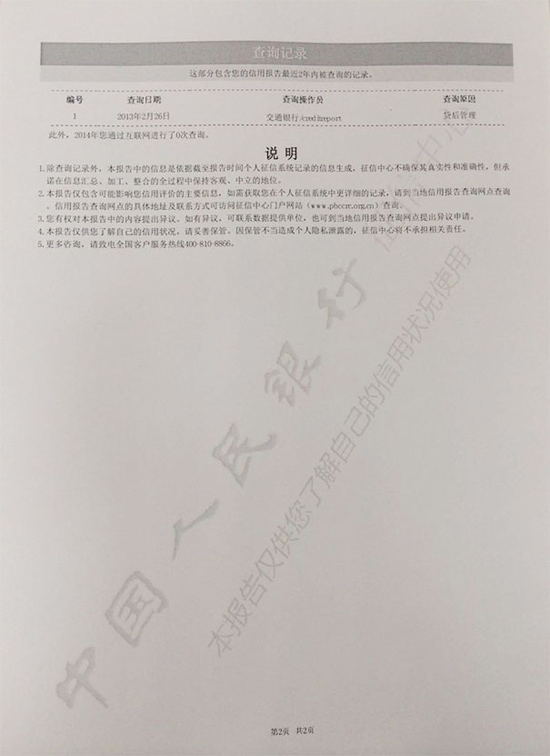 查询记录
这部分包含您的信用报告最近2年内被查询的记录。
编号 查询日期 查询操作员 查询原因
1 2013年2月26日 交通银行/creditreport 贷后管理
此外，2014年您通过互联网进行了0次查询。
说 明
1.除查询记录外，本报告中的信息是依据截至报告时间个人征信系统记录的信息生成，征信中心不确保其真实性和准确性，但承
诺在信息汇总、加工、整合的全过程中保持客观、中立的地位。
2.本报告仅包含可能影响您信用评价的主要信息，如需获取您在个人征信系统中更详细的记录，请到当地信用报告查询网点查询
。信用报告查询网点的具体地址及联系方式可访问征信中心门户网站（www.pbccrc.org.cn）查询。
3.您有权对本报告中的内容提出异议。如有异议，可联系数据提供单位，也可到当地信用报告查询网点提出异议申请。
4.本报告仅供您了解自己的信用状况，请妥善保管。因保管不当造成个人隐私泄露的，征信中心将不承担相关责任。
5.更多咨询，请致电全国客户服务热线400-810-8866。
中国人民银行
本报告仅供您了解自己的信用状况使用
第2页 共2页